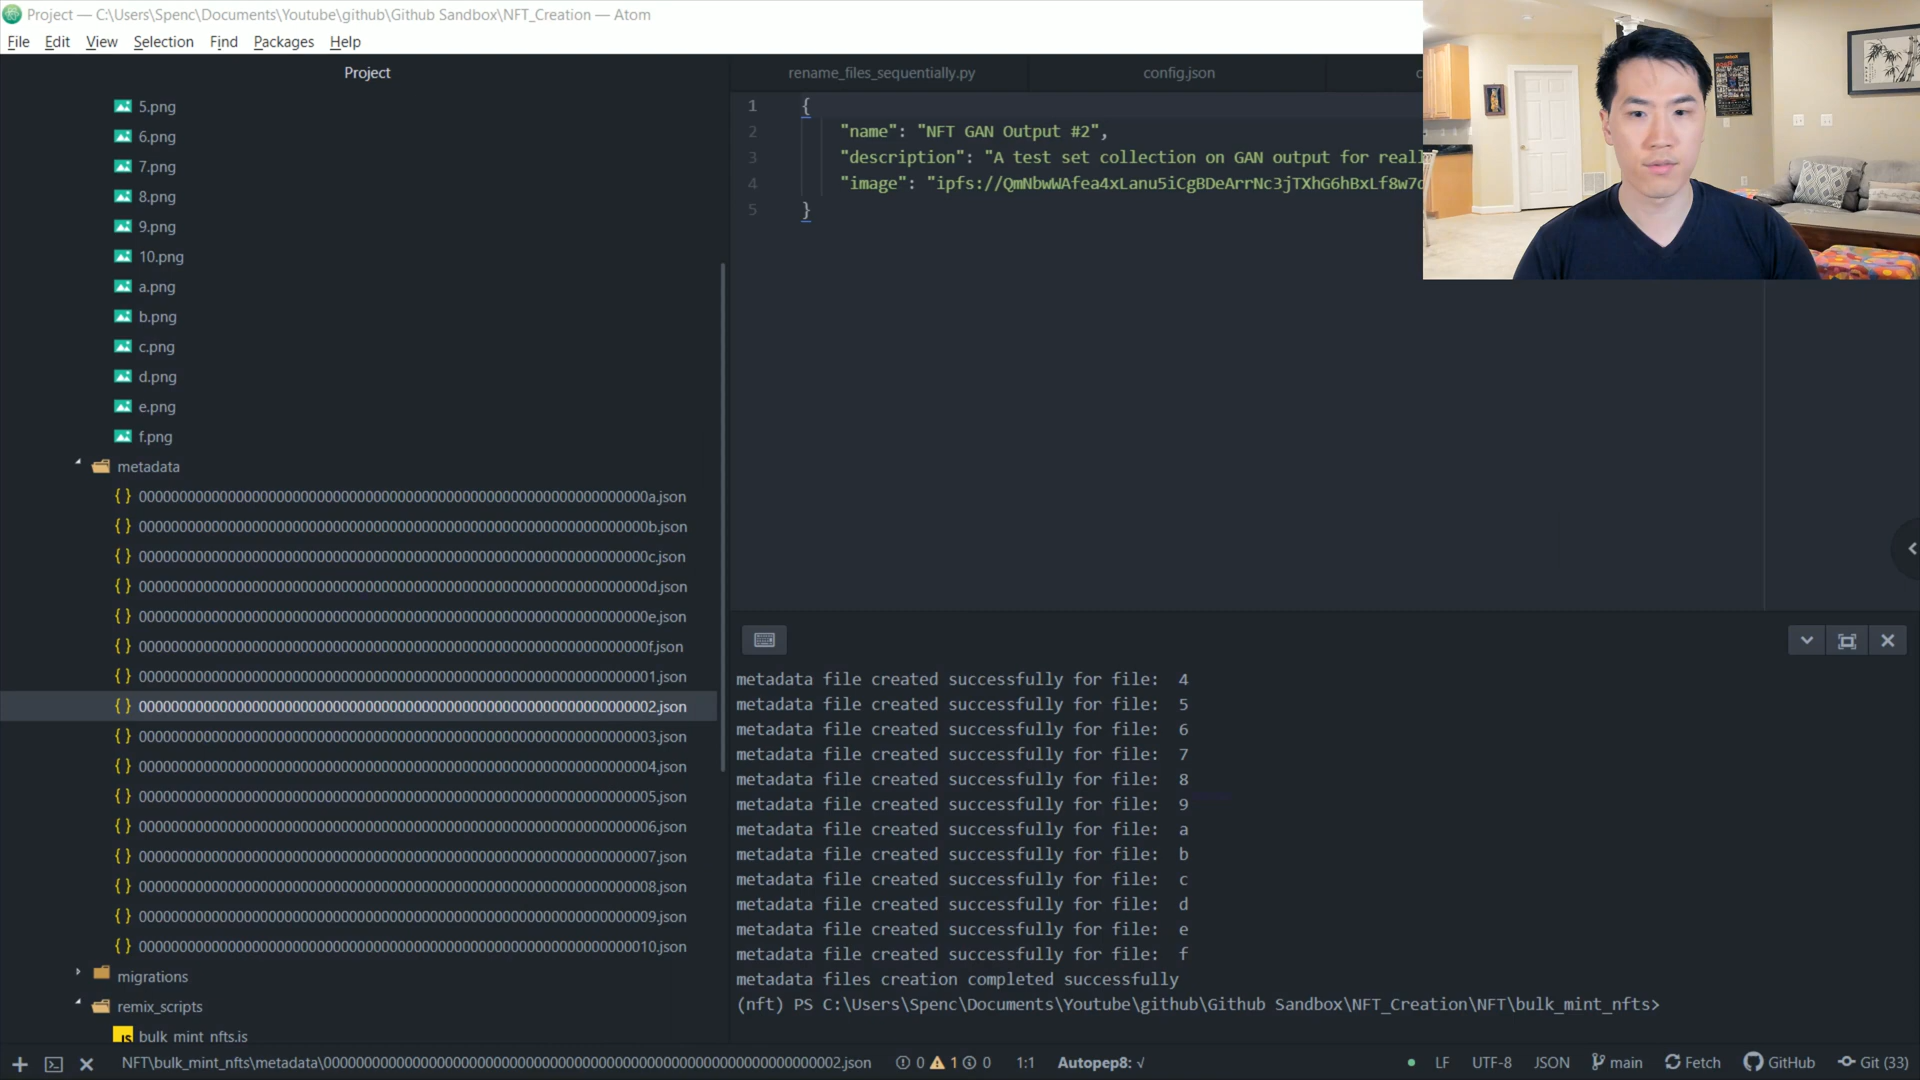 Project — C:\Users\Spenc\Documents\Youtube\github\Github Sandbox\NFT_Creation — Atom
File Edit View Selection Find Packages Help
Project
5.png
6.png
7.png
8.png
9.png
10.png
a.png
b.png
c.png
d.png
e.png
f.png
metadata
000000000000000000000000000000000000000000000000000000000000000a.json
000000000000000000000000000000000000000000000000000000000000000b.json
000000000000000000000000000000000000000000000000000000000000000c.json
000000000000000000000000000000000000000000000000000000000000000d.json
000000000000000000000000000000000000000000000000000000000000000e.json
000000000000000000000000000000000000000000000000000000000000000f.json
0000000000000000000000000000000000000000000000000000000000000001.json
0000000000000000000000000000000000000000000000000000000000000002.json
0000000000000000000000000000000000000000000000000000000000000003.json
0000000000000000000000000000000000000000000000000000000000000004.json
0000000000000000000000000000000000000000000000000000000000000005.json
0000000000000000000000000000000000000000000000000000000000000006.json
0000000000000000000000000000000000000000000000000000000000000007.json
0000000000000000000000000000000000000000000000000000000000000008.json
0000000000000000000000000000000000000000000000000000000000000009.json
0000000000000000000000000000000000000000000000000000000000000010.json
migrations
remix_scripts
JS bulk_mint_nfts.js
rename_files_sequentially.py config.json
1 {
2 "name": "NFT GAN Output #2",
3 "description": "A test set collection on GAN output for reall
4 "image": "ipfs://QmNbwWAfea4xLanu5iCgBDeArrNc3jTXhG6hBxLf8w7
5 }
metadata file created successfully for file: 4
metadata file created successfully for file: 5
metadata file created successfully for file: 6
metadata file created successfully for file: 7
metadata file created successfully for file: 8
metadata file created successfully for file: 9
metadata file created successfully for file: a
metadata file created successfully for file: b
metadata file created successfully for file: c
metadata file created successfully for file: d
metadata file created successfully for file: e
metadata file created successfully for file: f
metadata files creation completed successfully
(nft) PS C:\Users\Spenc\Documents\Youtube\github\Github Sandbox\NFT_Creation\NFT\bulk_mint_nfts>
NFT\bulk_mint_nfts\metadata\0000000000000000000000000000000000000000000000000000000000000002.json 0 1 0 1:1 Autopep8: √ LF UTF-8 JSON main Fetch GitHub Git (33)